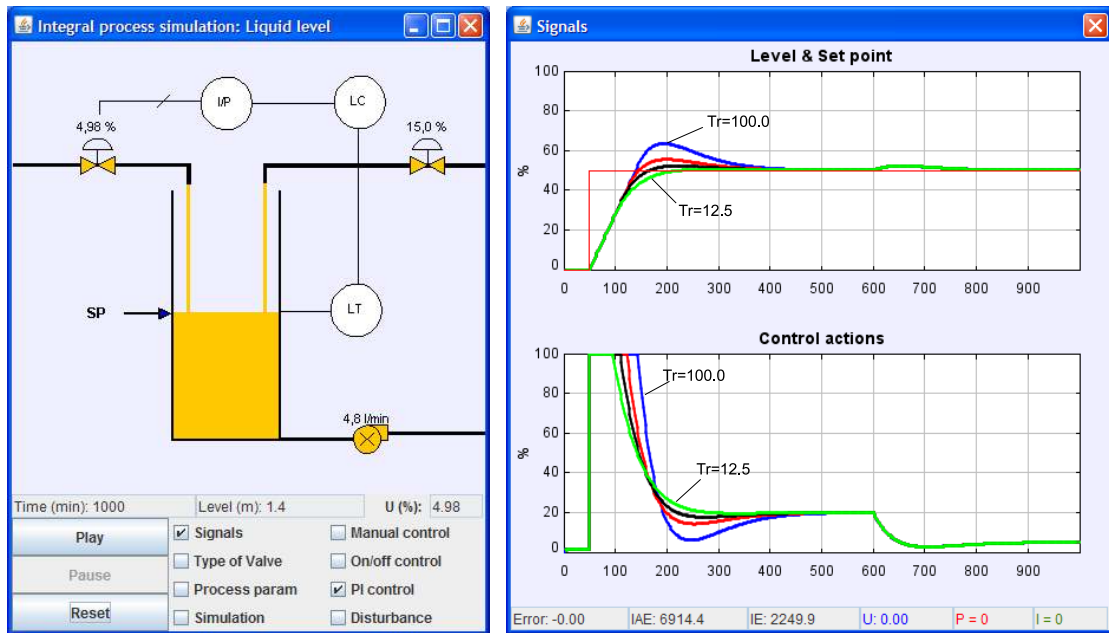 Integral process simulation: Liquid level
I/P
LC
4,98 %
15,0 %
SP
LT
4,8 l/min
Time (min): 1000
Level (m): 1.4
U (%): 4.98
Play
Pause
Reset
Signals
Manual control
Type of Valve
On/off control
Process param
PI control
Simulation
Disturbance
Signals
Level & Set point
100
80
60
40
20
0
%
Tr=100.0
Tr=12.5
0 100 200 300 400 500 600 700 800 900
Control actions
100
80
60
40
20
0
%
Tr=100.0
Tr=12.5
0 100 200 300 400 500 600 700 800 900
Error: -0.00
IAE: 6914.4
IE: 2249.9
U: 0.00
P = 0
I = 0